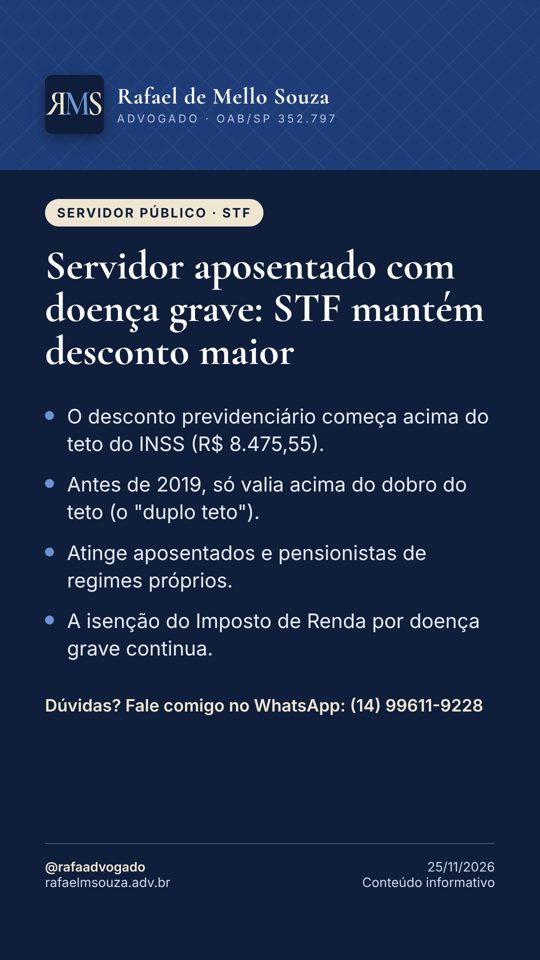 RMS
Rafael de Mello Souza
ADVOGADO · OAB/SP 352.797
SERVIDOR PÚBLICO · STF
Servidor aposentado com
doença grave: STF mantém
desconto maior
O desconto previdenciário começa acima do
teto do INSS (R$ 8.475,55).
Antes de 2019, só valia acima do dobro do
teto (o "duplo teto").
Atinge aposentados e pensionistas de
regimes próprios.
A isenção do Imposto de Renda por doença
grave continua.
Dúvidas? Fale comigo no WhatsApp: (14) 99611-9228
@rafaadvogado
25/11/2026
rafaelmsouza.adv.br
Conteúdo informativo